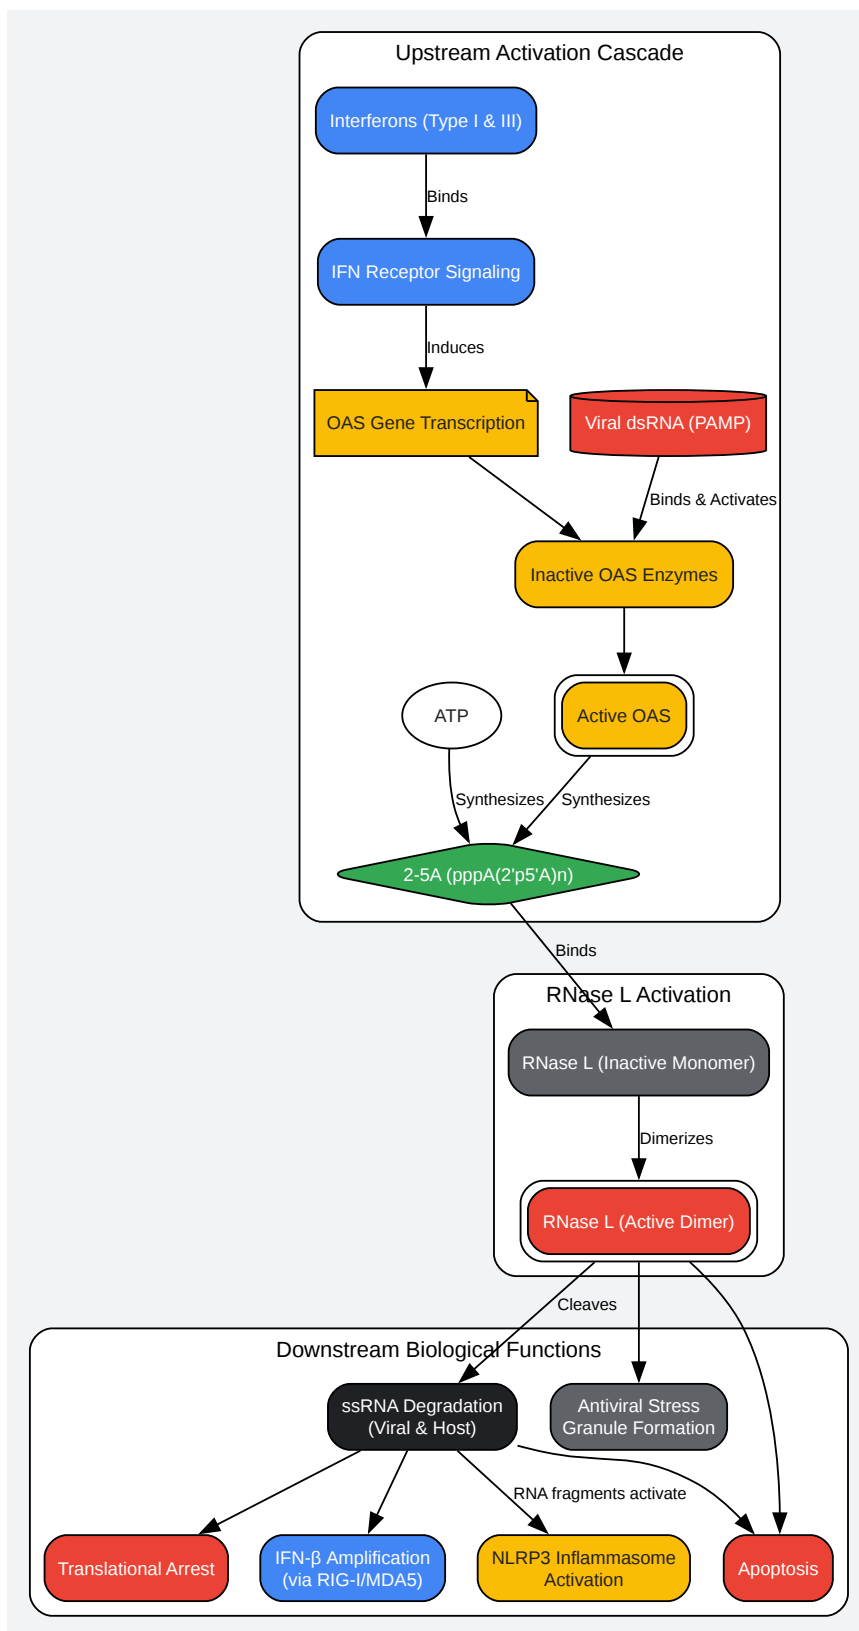 Upstream Activation Cascade
Interferons (Type I & III)
Binds
IFN Receptor Signaling
Induces
OAS Gene Transcription
Viral dsRNA (PAMP)
Binds & Activates
Inactive OAS Enzymes
ATP
Active OAS
Synthesizes
Synthesizes
2-5A (pppA(2'p5'A)n)
Binds
RNase L Activation
RNase L (Inactive Monomer)
Dimerizes
RNase L (Active Dimer)
Cleaves
Downstream Biological Functions
ssRNA Degradation
(Viral & Host)
Antiviral Stress
Granule Formation
RNA fragments activate
Translational Arrest
IFN-β Amplification
(via RIG-I/MDA5)
NLRP3 Inflammasome
Activation
Apoptosis